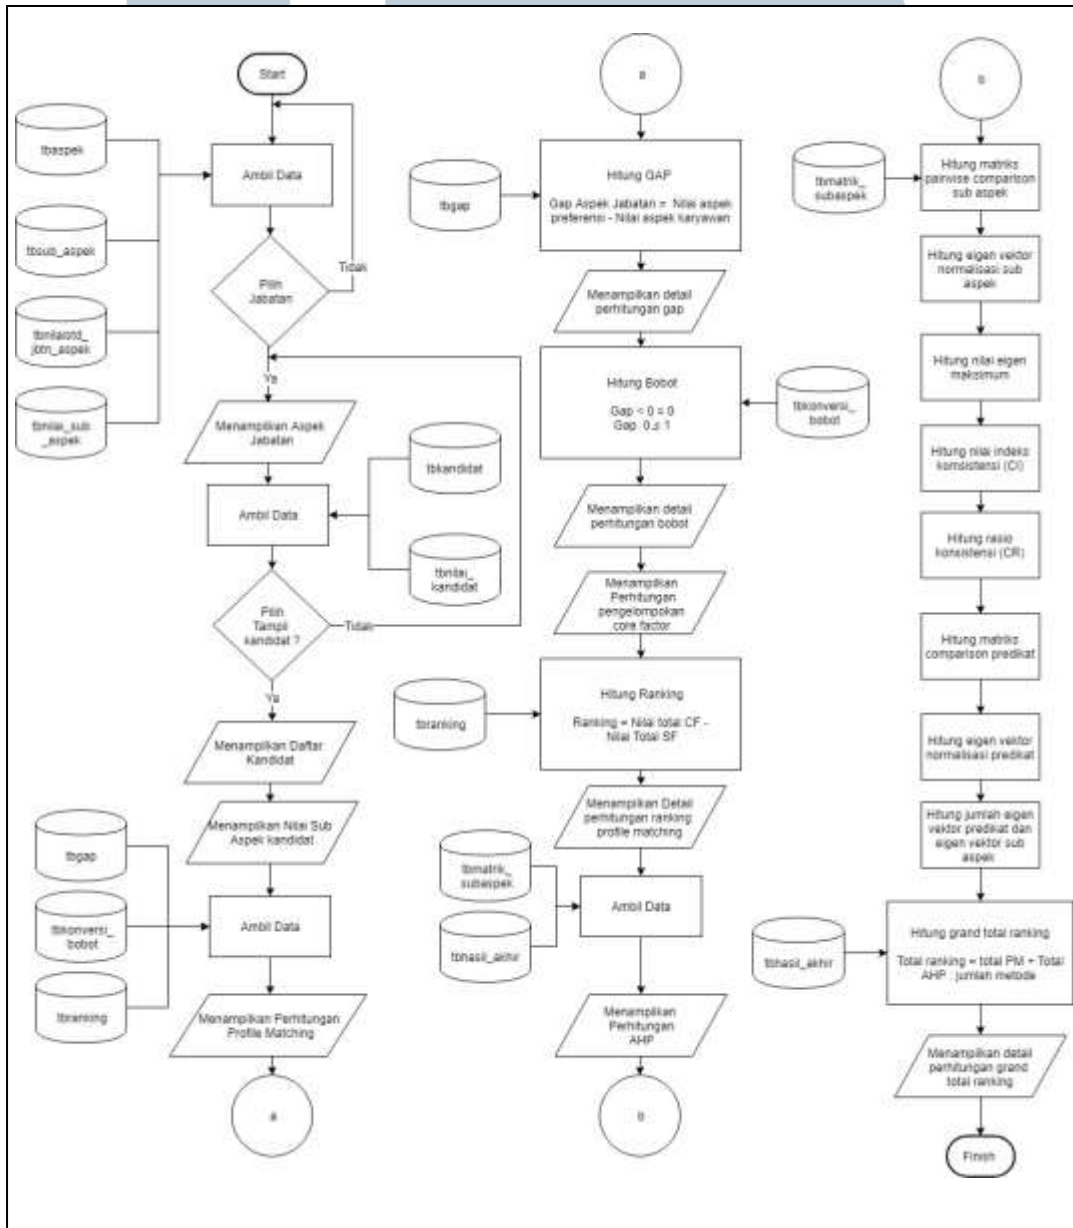 Start
tbaspek
Ambil Data
tbsub_aspek
Tidak
Pilih
Jabatan
tbnilaistd_
jbtn_aspek
Ya
tbnilai_sub
_aspek
Menampilkan Aspek
Jabatan
tbkandidat
Ambil Data
tbnilai_
kandidat
Pilih
Tampil
kandidat ?
Tidak
Ya
Menampilkan Daftar
Kandidat
Menampilkan Nilai Sub
Aspek kandidat
tbgap
tbkonversi_
bobot
Ambil Data
tbranking
Menampilkan Perhitungan
Profile Matching
a
a
Hitung GAP
Gap Aspek Jabatan = Nilai aspek
preferensi - Nilai aspek karyawan
tbgap
Menampilkan detail
perhitungan gap
Hitung Bobot
Gap < 0 = 0
Gap 0 ≤ 1
tbkonversi_
bobot
Menampilkan detail
perhitungan bobot
Menampilkan
Perhitungan
pengelompokan
core factor
Hitung Ranking
Ranking = Nilai total CF -
Nilai Total SF
tbranking
Menampilkan Detail
perhitungan ranking
profile matching
tbmatrik_
subaspek
Ambil Data
tbhasil_akhir
Menampilkan
Perhitungan
AHP
b
b
tbmatrik_
subaspek
Hitung matriks
pairwise comparison
sub aspek
Hitung eigen vektor
normalisasi sub
aspek
Hitung nilai eigen
maksimum
Hitung nilai indeks
komsistensi (CI)
Hitung rasio
konsistensi (CR)
Hitung matriks
comparison predikat
Hitung eigen vektor
normalisasi predikat
Hitung jumlah eigen
vektor predikat dan
eigen vektor sub
aspek
Hitung grand total ranking
Total ranking = total PM + Total
AHP : jumlah metode
tbhasil_akhir
Menampilkan detail
perhitungan grand
total ranking
Finish